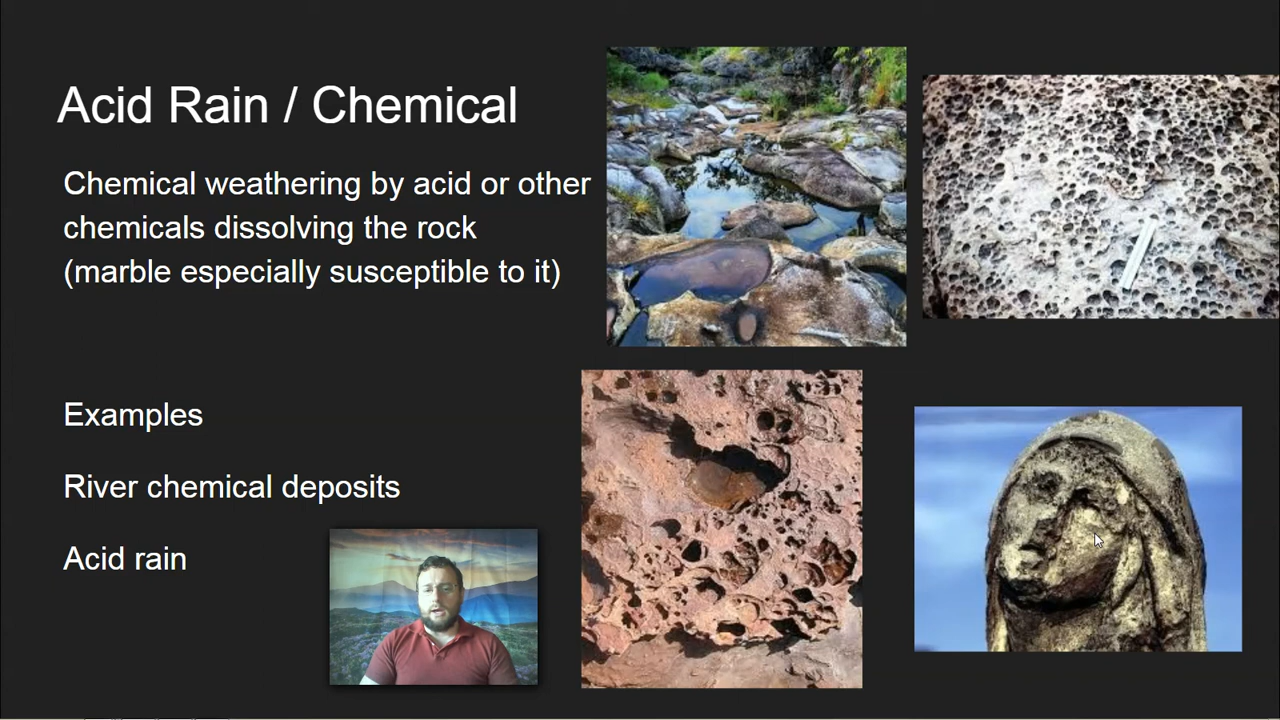 Acid Rain / Chemical
Chemical weathering by acid or other
chemicals dissolving the rock
(marble especially susceptible to it)
Examples
River chemical deposits
Acid rain